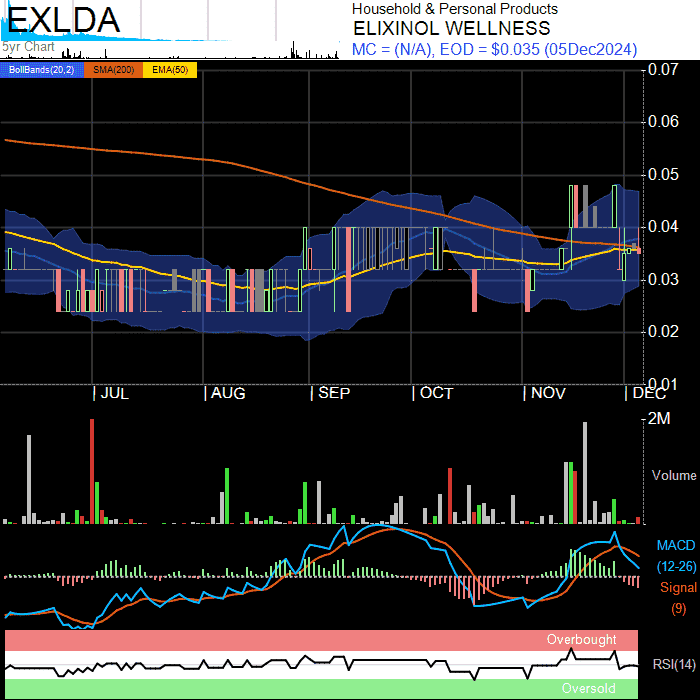 EXLDA
Household & Personal Products
ELIXINOL WELLNESS
5yr Chart
MC = (N/A), EOD = $0.035 (05Dec2024)
BollBands(20,2) SMA(200) EMA(50)
0.07
0.06
0.05
0.04
0.03
0.02
0.01
JUL AUG SEP OCT NOV DEC
2M
Volume
MACD
(12-26)
Signal
(9)
Overbought
RSI(14)
Oversold